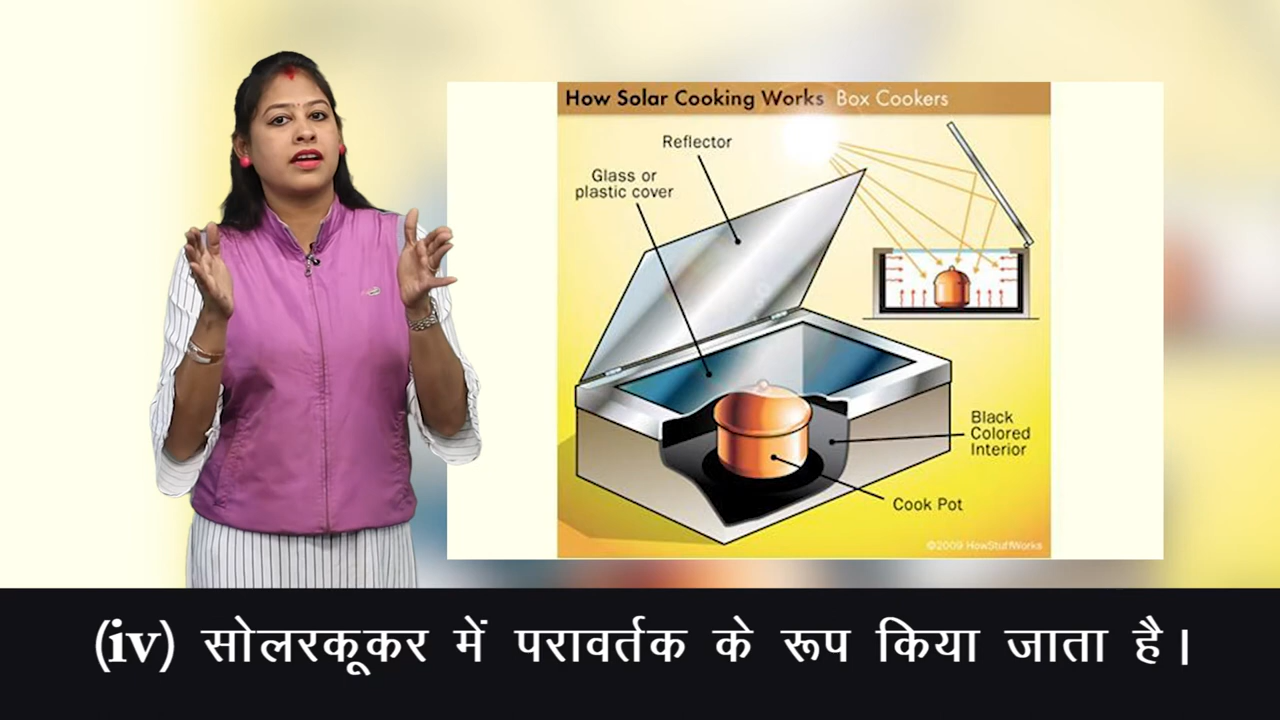 How Solar Cooking Works Box Cookers
Reflector
Glass or
plastic cover
Black
Colored
Interior
Cook Pot
©2009 HowStuffWorks
(iv) सोलरकूकर में परावर्तक के रूप किया जाता है।